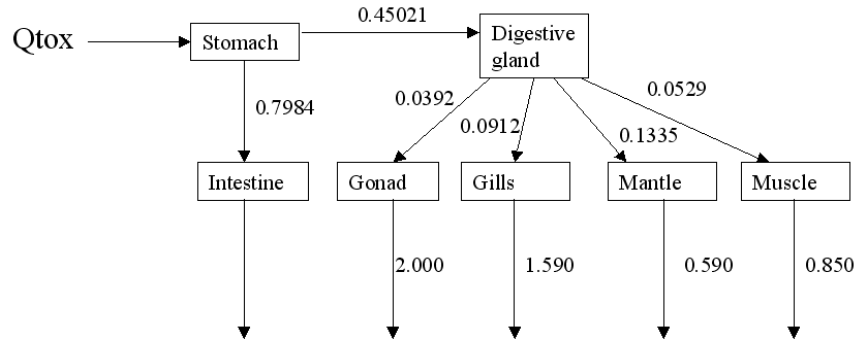 0.45021
Qtox
Stomach
Digestive
gland
0.7984
0.0392
0.0912
0.1335
0.0529
Intestine
Gonad
Gills
Mantle
Muscle
2.000
1.590
0.590
0.850